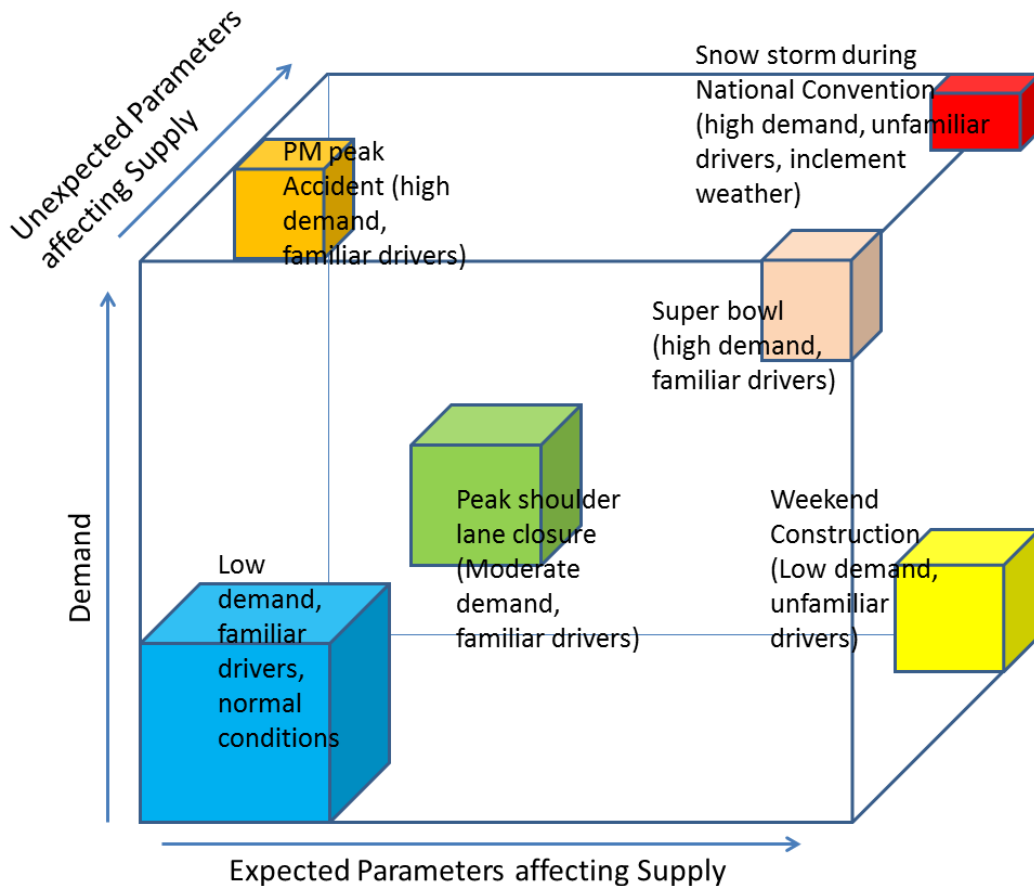 Unexpected Parameters
affecting Supply
Snow storm during
National Convention
(high demand, unfamiliar
drivers, inclement
weather)
PM peak
Accident (high
demand,
familiar drivers)
Super bowl
(high demand,
familiar drivers)
Peak shoulder
lane closure
(Moderate
demand,
familiar drivers)
Weekend
Construction
(Low demand,
unfamiliar
drivers)
Low
demand,
familiar
drivers,
normal
conditions
Demand
Expected Parameters affecting Supply